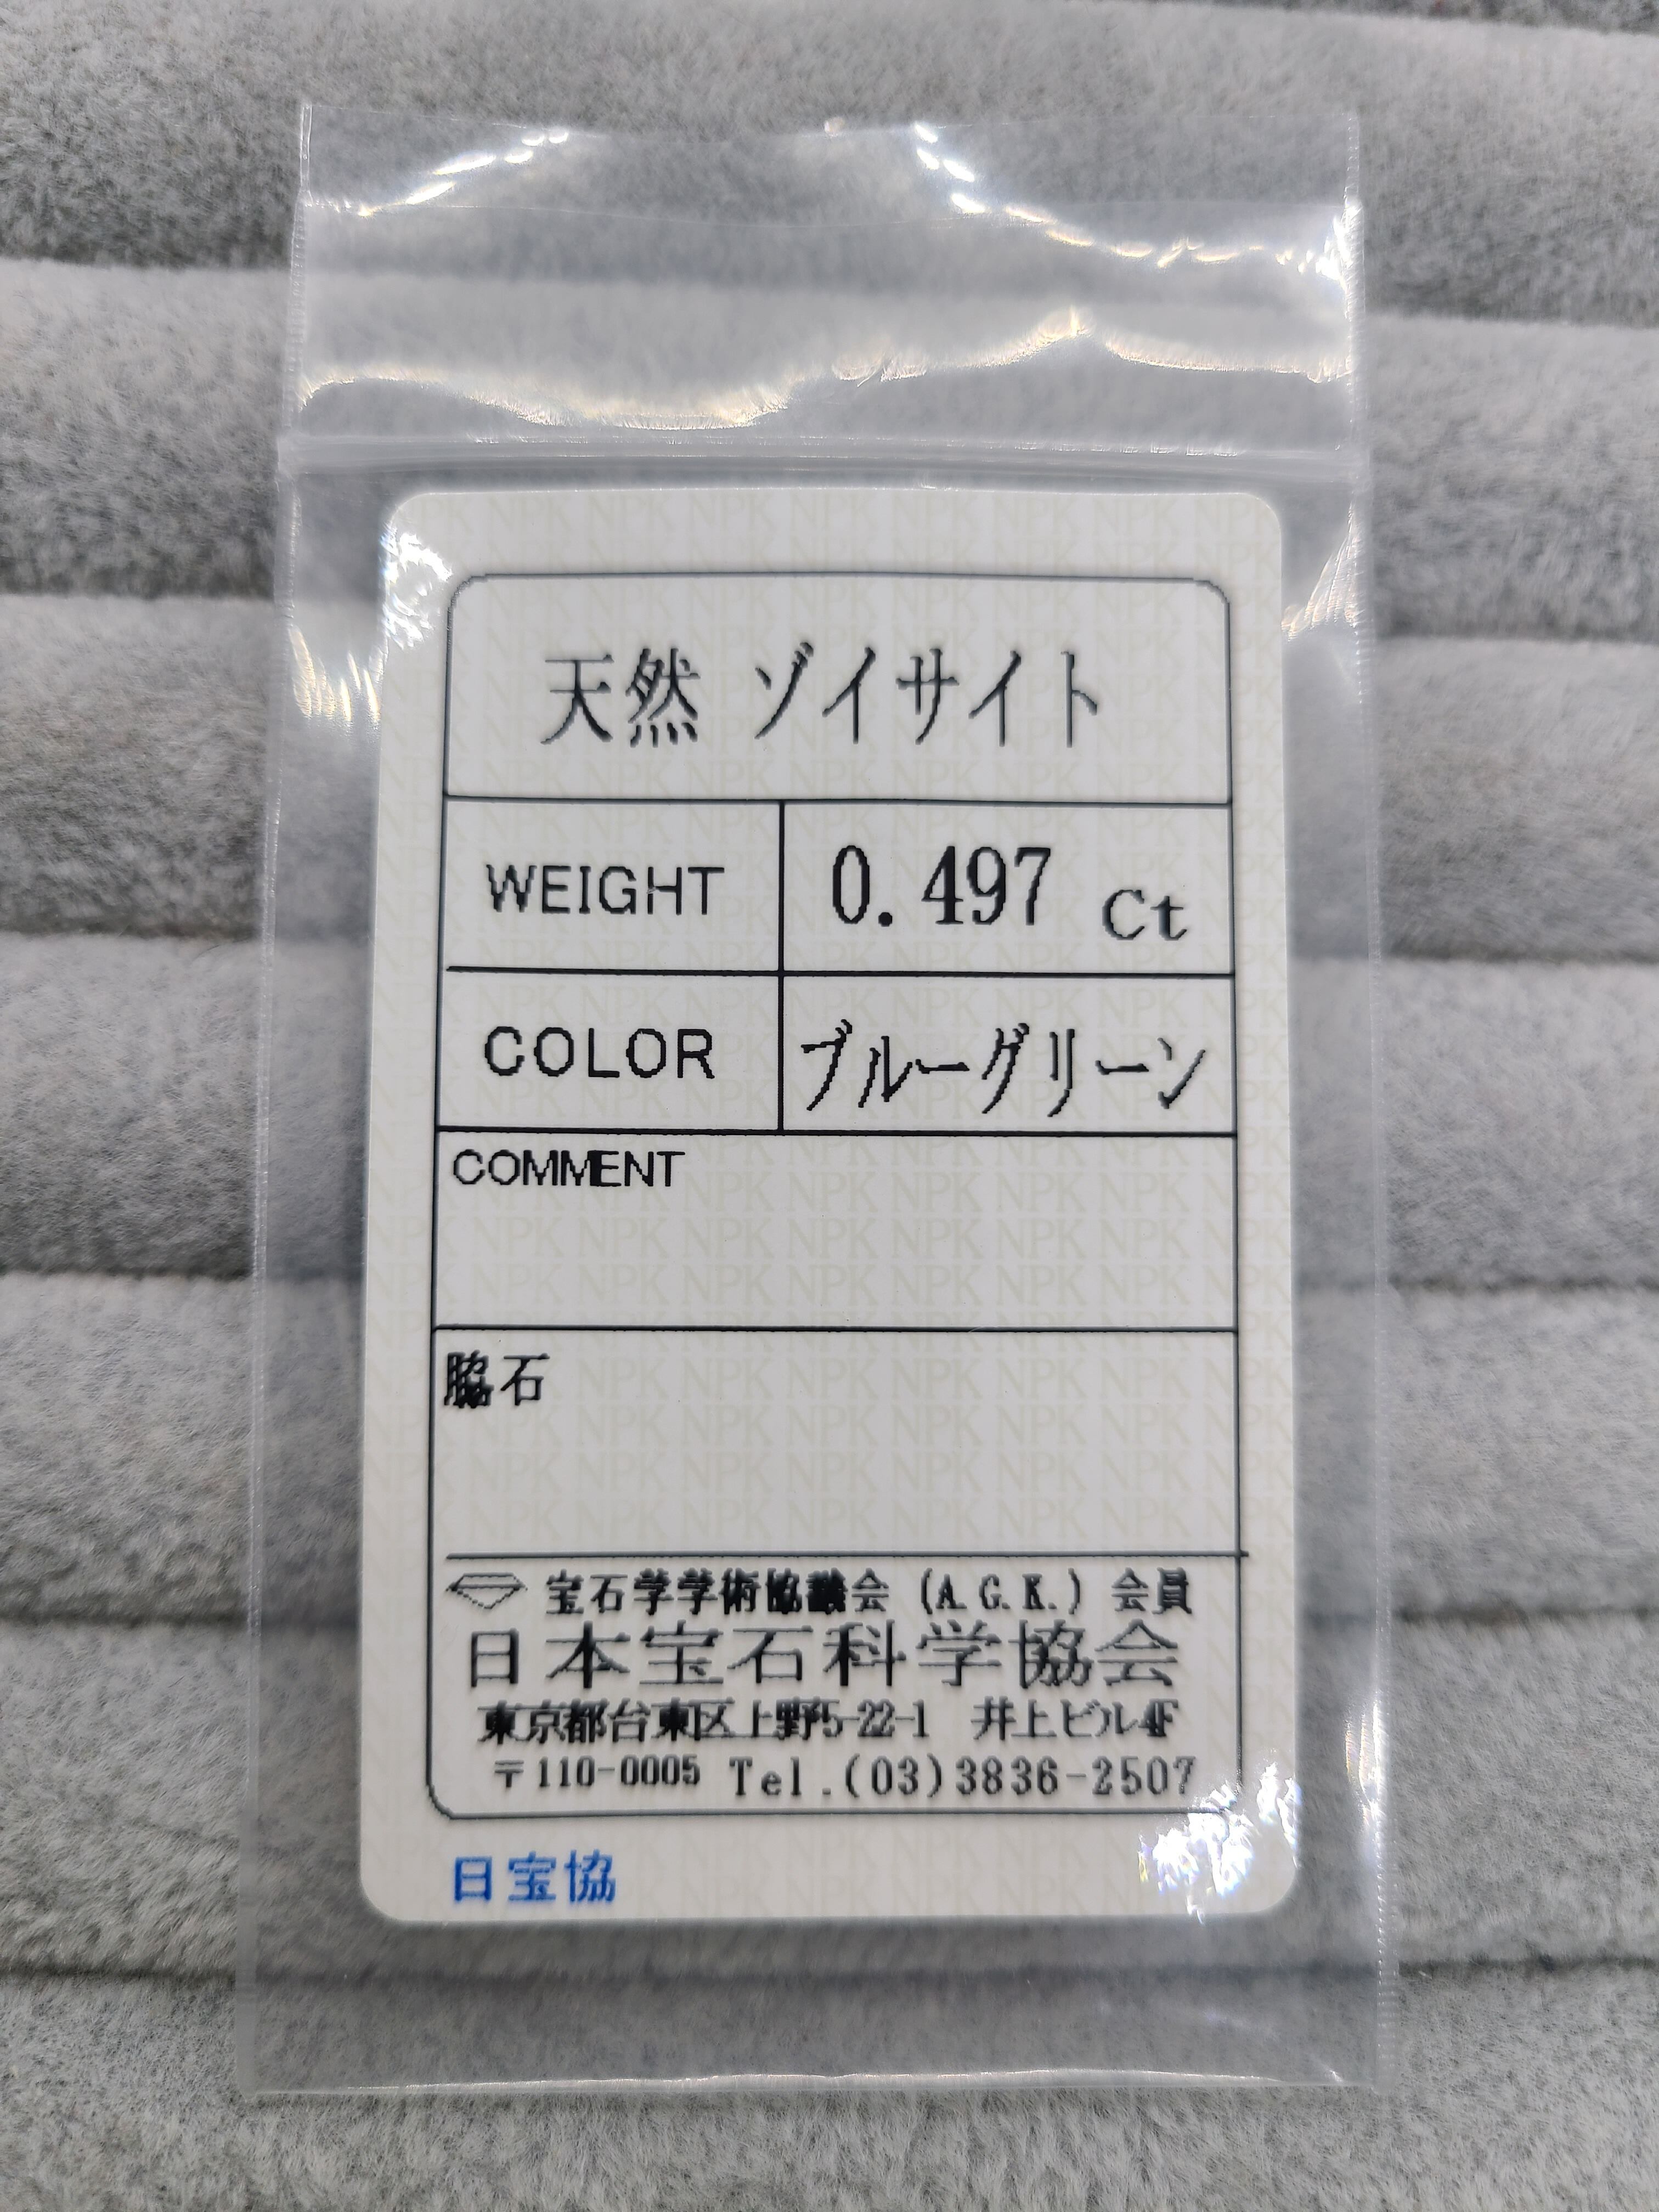 天然 ゾイサイト
WEIGHT 0.497 Ct
COLOR ブルーグリーン
COMMENT
脇石
宝石学学術協議会 (A.G.K.) 会員
日本宝石科学協会
東京都台東区上野5-22-1 井上ビル4F
〒110-0005 Tel.(03)3836-2507
日宝協